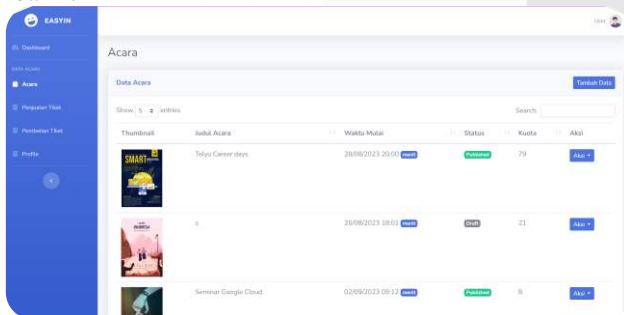 EASYIN
User
Dashboard
DATA ACARA
Acara
Penjualan Tiket
Pembelian Tiket
Profile
Acara
Data Acara
Tambah Data
Show 5 entries
Search:
Thumbnail Judul Acara Waktu Mulai Status Kuota Aksi
SMART
Telyu Career days 28/08/2023 20:00 Published 79 Aksi
a 26/08/2023 18:01 Draft 21 Aksi
Seminar Google Cloud 02/09/2023 09:12 Published 8 Aksi